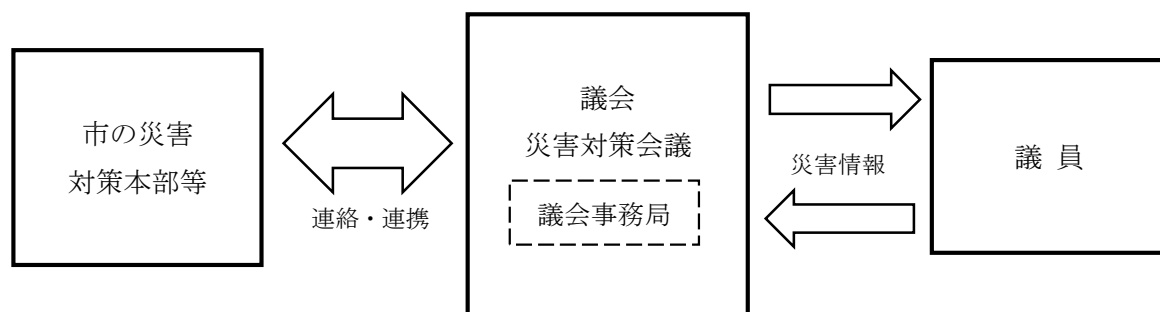 市の災害
対策本部等
連絡・連携
議会
災害対策会議
議会事務局
災害情報
議 員